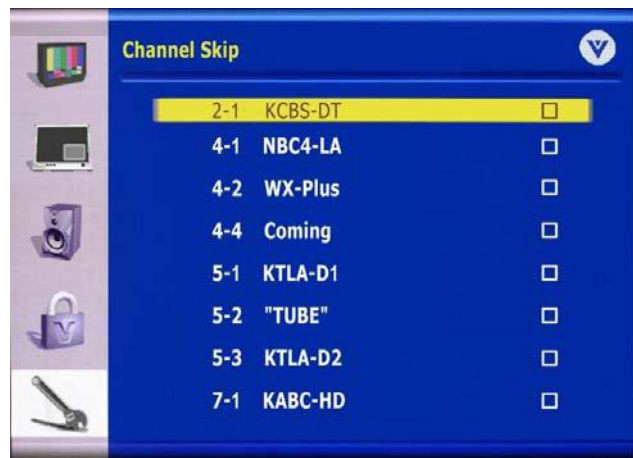 Channel Skip
V
2-1 KCBS-DT
4-1 NBC4-LA
4-2 WX-Plus
4-4 Coming
5-1 KTLA-D1
5-2 "TUBE"
5-3 KTLA-D2
7-1 KABC-HD
V